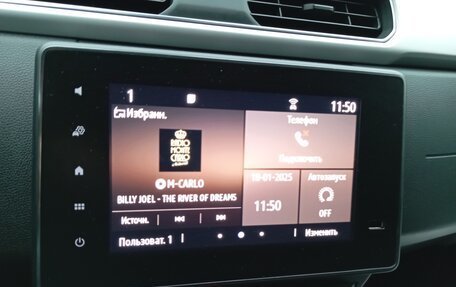 1
11:50
Избранн.
Телефон
RADIO
MONTE
CARLO
M-CARLO
Подключить
BILLY JOEL - THE RIVER OF DREAMS
10-01-2025
Автозапуск
11:50
OFF
Источн.
Пользоват. 1
Изменить